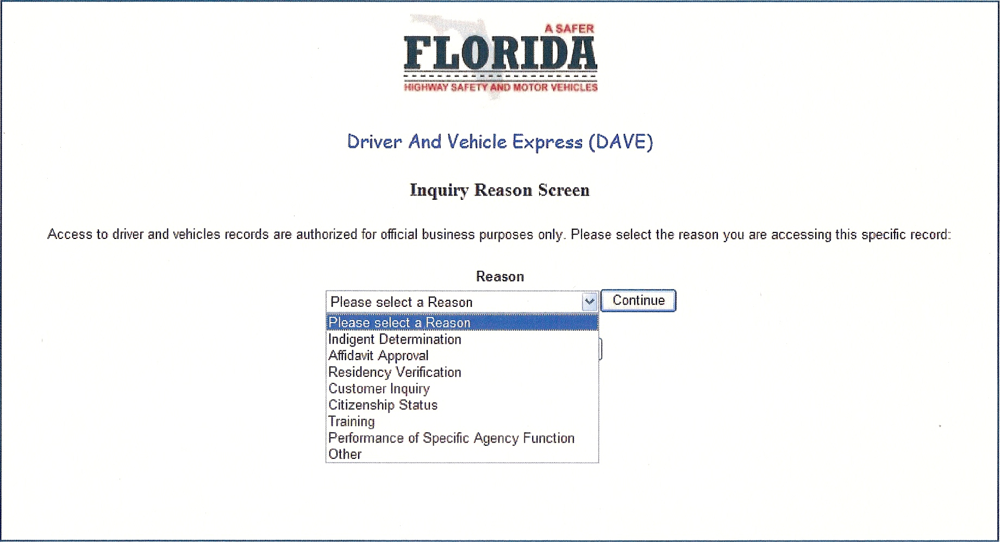 A SAFER
FLORIDA
HIGHWAY SAFETY AND MOTOR VEHICLES
Driver And Vehicle Express (DAVE)
Inquiry Reason Screen
Access to driver and vehicles records are authorized for official business purposes only. Please select the reason you are accessing this specific record:
Reason
Please select a Reason
Continue
Please select a Reason
Indigent Determination
Affidavit Approval
Residency Verification
Customer Inquiry
Citizenship Status
Training
Performance of Specific Agency Function
Other